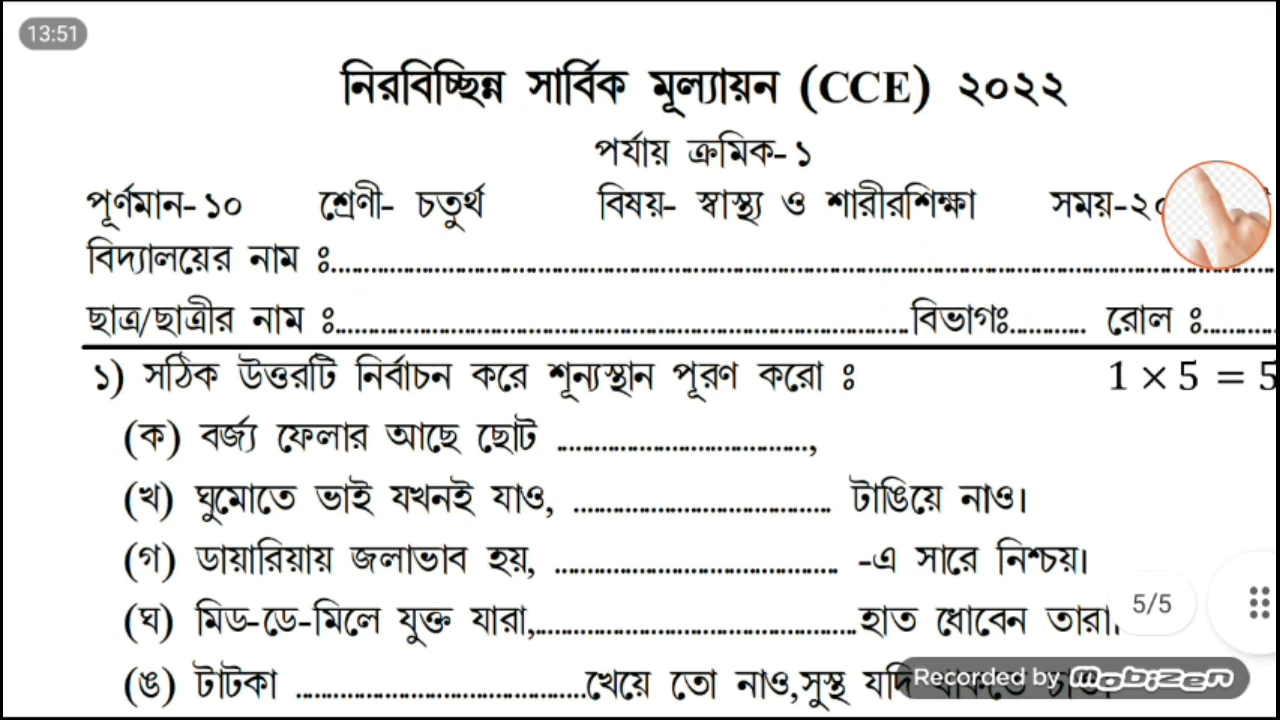 13:51
নিরবিচ্ছিন্ন সার্বিক মূল্যায়ন (CCE) ২০২২
পর্যায় ক্রমিক- ১
পূর্ণমান- ১০ শ্রেণী- চতুর্থ বিষয়- স্বাস্থ্য ও শারীরশিক্ষা সময়-২০
বিদ্যালয়ের নাম ঃ..........
ছাত্র/ছাত্রীর নাম ঃ.......... বিভাগঃ.......... রোল ঃ..........
১) সঠিক উত্তরটি নির্বাচন করে শূন্যস্থান পূরণ করো ঃ 1 × 5 = 5
(ক) বর্জ্য ফেলার আছে ছোট ..........,
(খ) ঘুমোতে ভাই যখনই যাও, .......... টাঙিয়ে নাও।
(গ) ডায়ারিয়ায় জলাভাব হয়, .......... -এ সারে নিশ্চয়।
(ঘ) মিড-ডে-মিলে যুক্ত যারা,..........হাত ধোবেন তারা।
5/5
(ঙ) টাটকা ..........খেয়ে তো নাও,সুস্থ যদি
Recorded by Mobizen